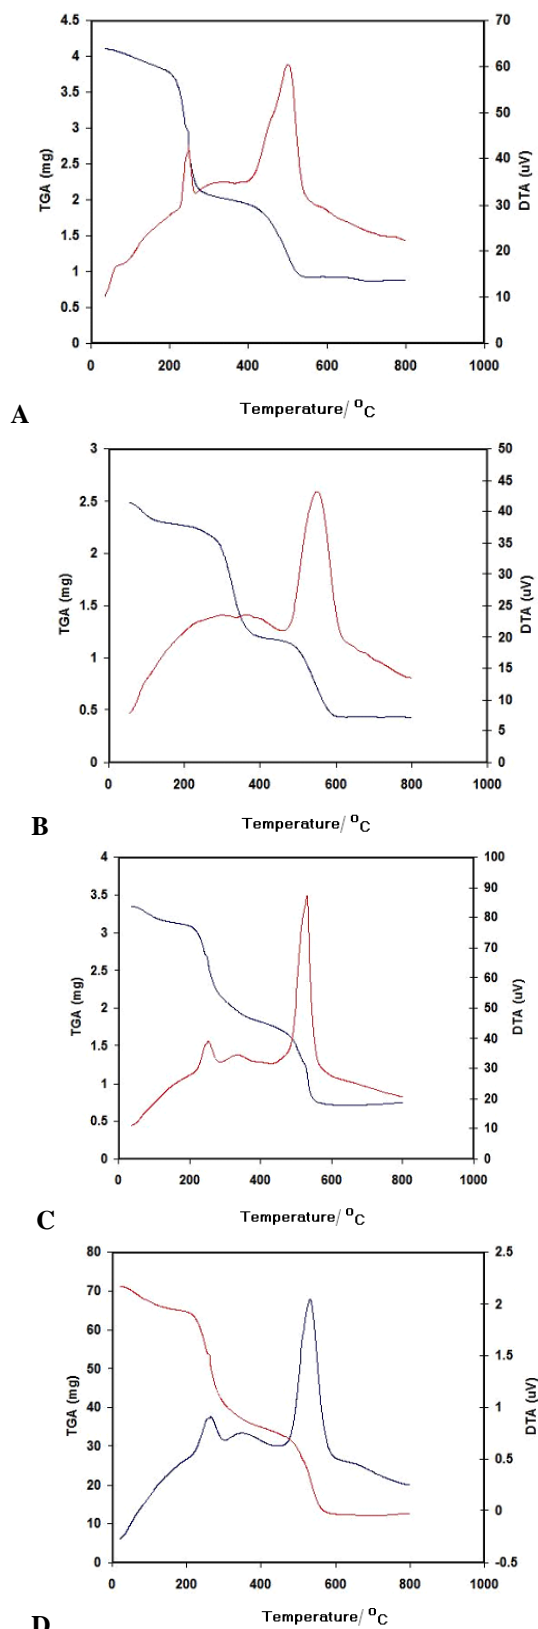 4.5 70
4 60
3.5 50
3 40
2.5
2 30
1.5 20
1 10
0.5
0 0
TGA (mg)
DTA (uV)
0 200 400 600 800 1000
Temperature/ °C
A
3 50
2.5 45
2 40
1.5 35
1 30
0.5 25
0 20
15
10
5
0
TGA (mg)
DTA (uV)
0 200 400 600 800 1000
Temperature/ °C
B
4 100
3.5 90
3 80
2.5 70
2 60
1.5 50
1 40
0.5 30
0 20
10
0
TGA (mg)
DTA (uV)
0 200 400 600 800 1000
Temperature/ °C
C
80 2.5
70 2
60 1.5
50 1
40 0.5
30 0
20 -0.5
10
0
TGA (mg)
DTA (uV)
0 200 400 600 800 1000
Temperature/ °C
D